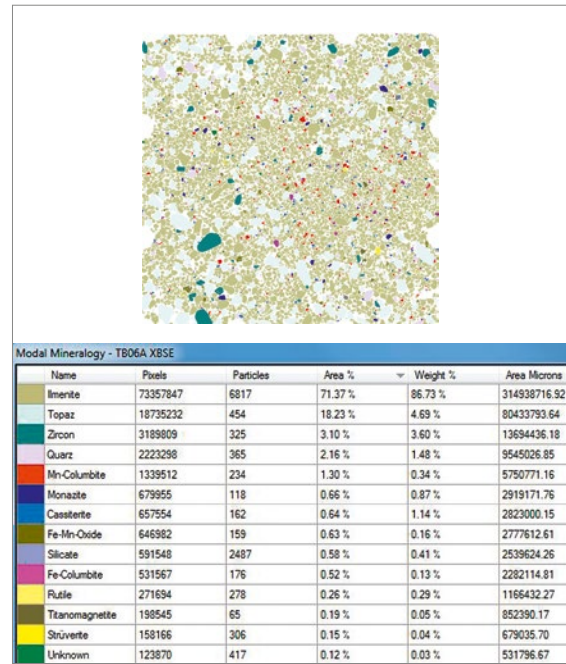 Modal Mineralogy - TB06A XBSE
Name Pixels Particles Area % Weight % Area Microns
Ilmenite 73357847 6817 71.37 % 86.73 % 314938716.92
Topaz 18735232 454 18.23 % 4.69 % 80433793.64
Zircon 3189809 325 3.10 % 3.60 % 13694436.18
Quarz 2223298 365 2.16 % 1.48 % 9545026.85
Mn-Columbite 1339512 234 1.30 % 0.34 % 5750771.16
Monazite 679955 118 0.66 % 0.87 % 2919171.76
Cassiterite 657554 162 0.64 % 1.14 % 2823000.15
Fe-Mn-Oxide 646982 159 0.63 % 0.16 % 2777612.61
Silicate 591548 2487 0.58 % 0.41 % 2539624.26
Fe-Columbite 531567 176 0.52 % 0.13 % 2282114.81
Rutile 271694 278 0.26 % 0.29 % 1166432.27
Titanomagnetite 198545 65 0.19 % 0.05 % 852390.17
Strüverite 158166 306 0.15 % 0.04 % 679035.70
Unknown 123870 417 0.12 % 0.03 % 531796.67